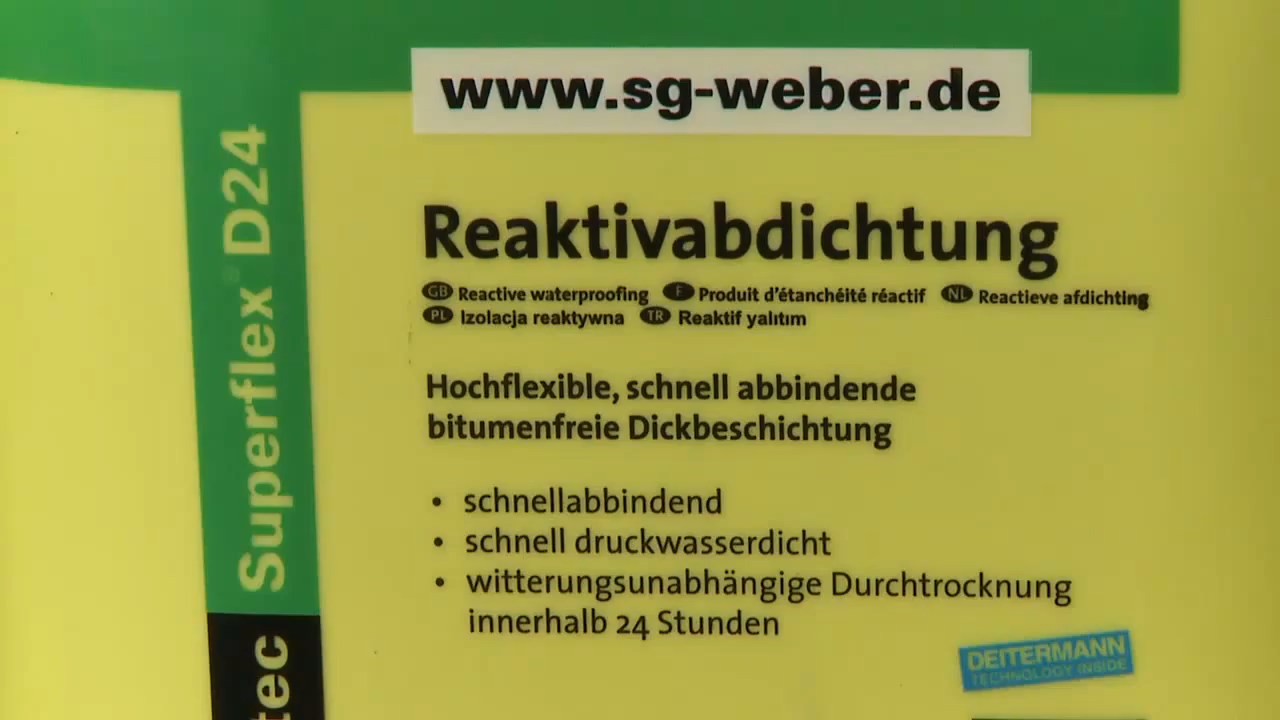 www.sg-weber.de
Superflex® D24
tec
Reaktivabdichtung
GB Reactive waterproofing F Produit d'étanchéité réactif NL Reactieve afdichting
PL Izolacja reaktywna TR Reaktif yalıtım
Hochflexible, schnell abbindende
bitumenfreie Dickbeschichtung
• schnellabbindend
• schnell druckwasserdicht
• witterungsunabhängige Durchtrocknung
innerhalb 24 Stunden
DEITERMANN
TECHNOLOGY INSIDE